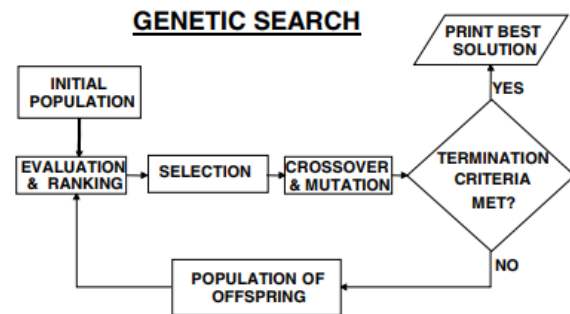 GENETIC SEARCH
PRINT BEST
SOLUTION
INITIAL
POPULATION
YES
EVALUATION
& RANKING
SELECTION
CROSSOVER
& MUTATION
TERMINATION
CRITERIA
MET?
NO
POPULATION OF
OFFSPRING